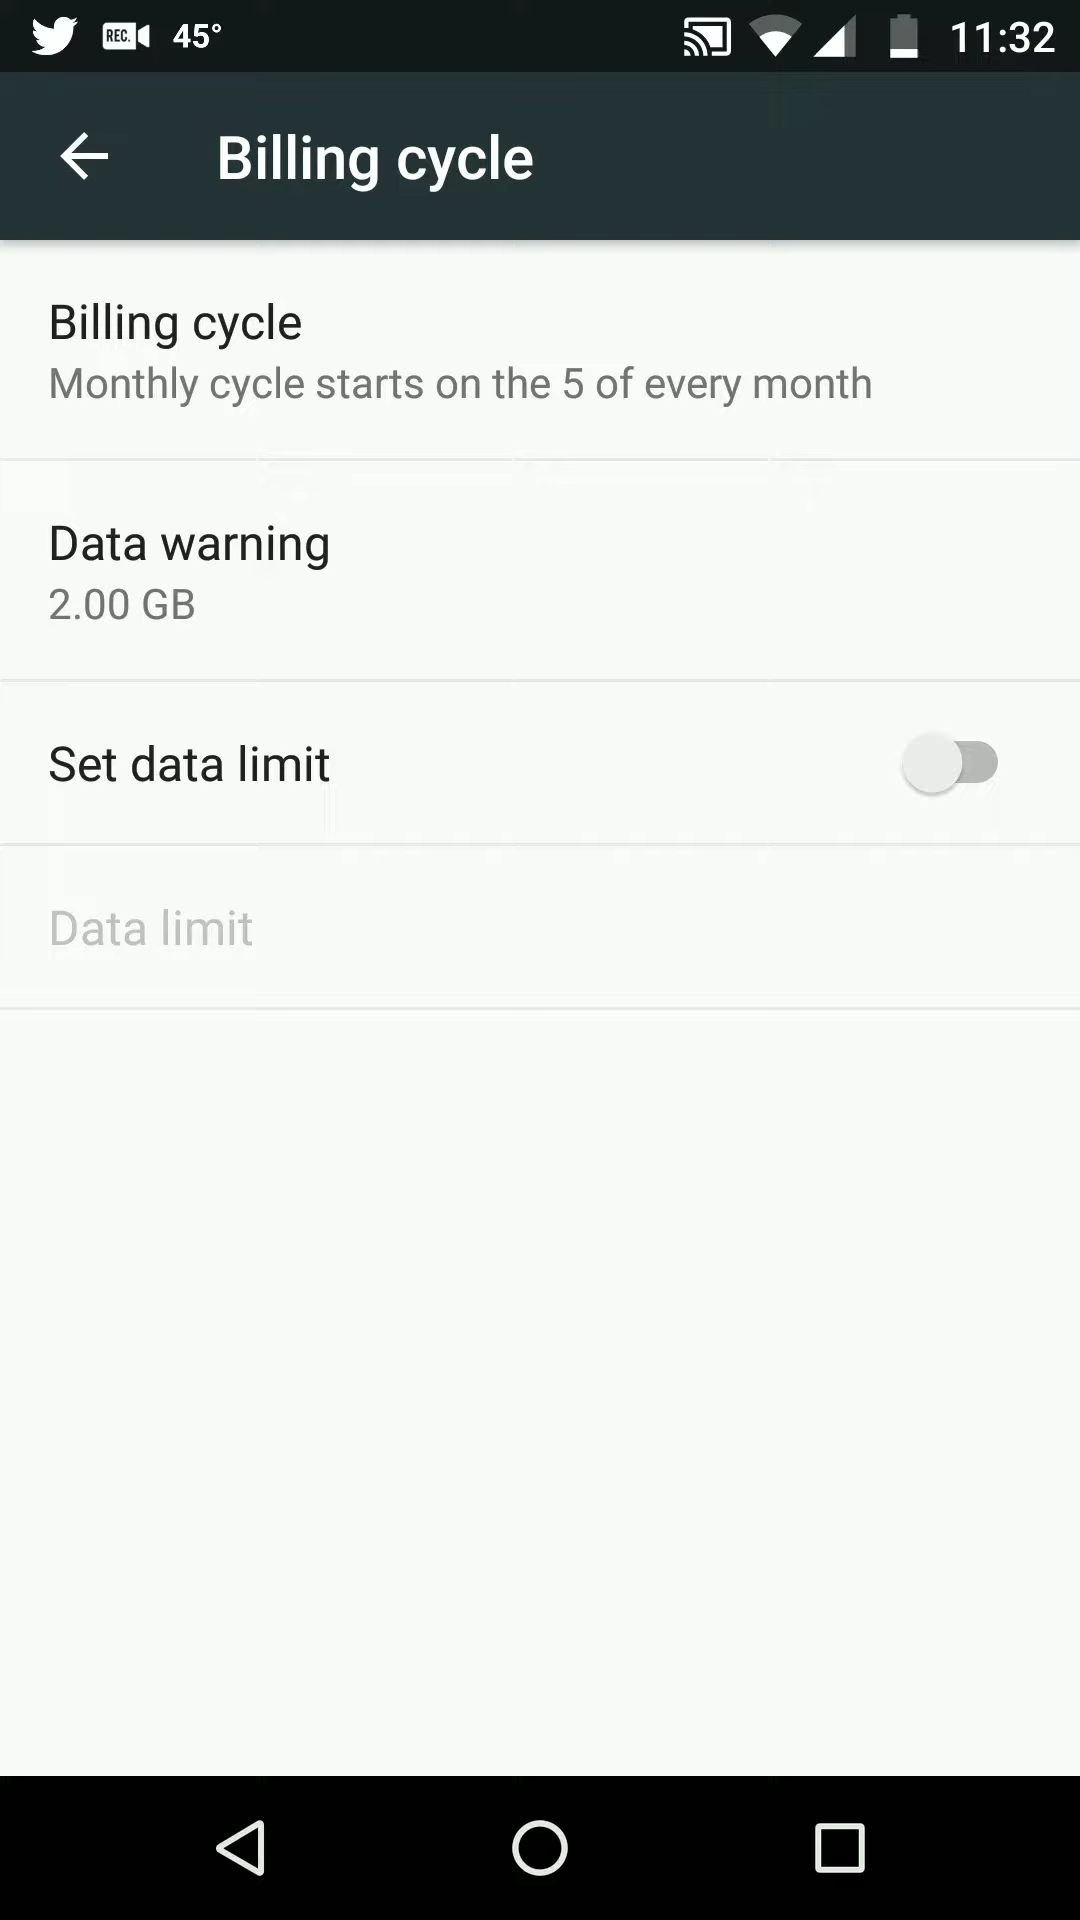 REC. 45° 11:32
Billing cycle
Billing cycle
Monthly cycle starts on the 5 of every month
Data warning
2.00 GB
Set data limit
Data limit